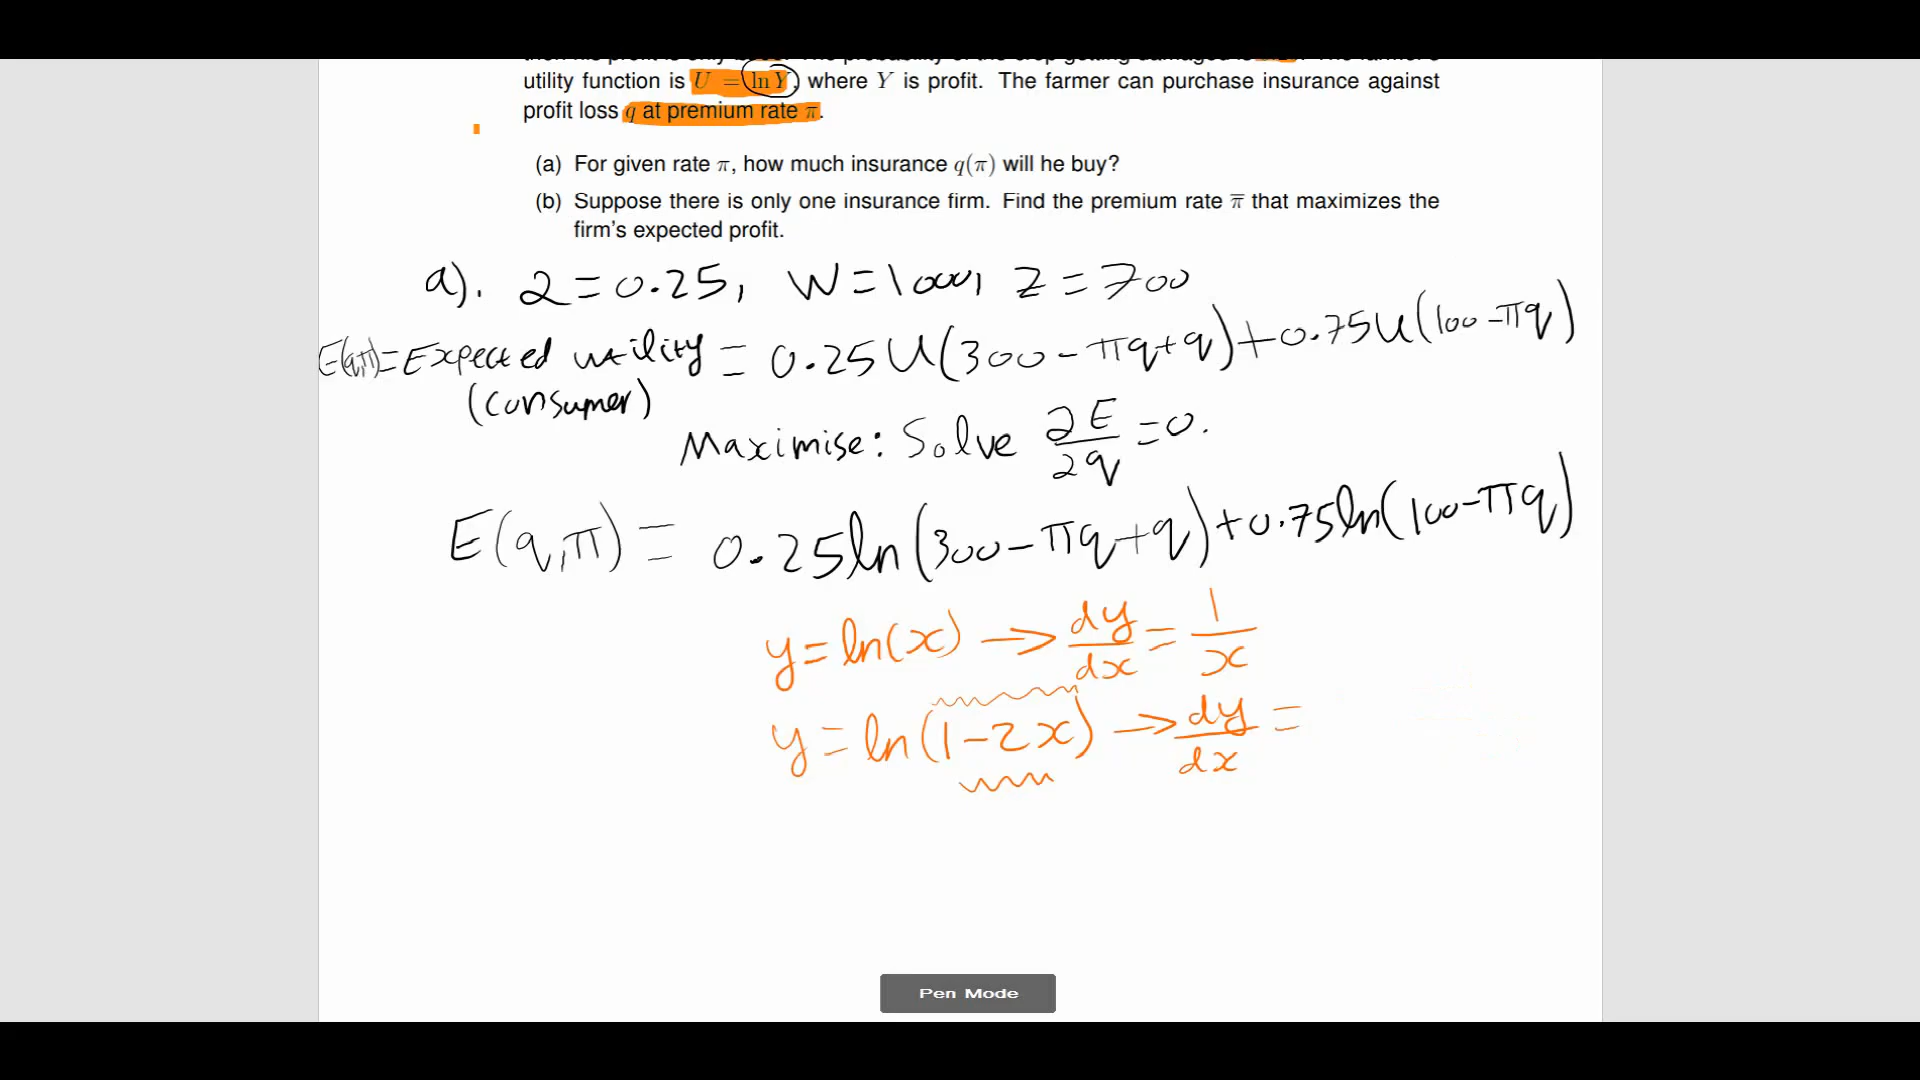 utility function is U = ln Y, where Y is profit. The farmer can purchase insurance against
profit loss q at premium rate π.
(a) For given rate π, how much insurance q(π) will he buy?
(b) Suppose there is only one insurance firm. Find the premium rate π̅ that maximizes the
firm's expected profit.
a). 2 = 0.25, W = 1000, Z = 700
E(q,π) = Expected utility = 0.25U(300 - πq + q) + 0.75U(100 - πq)
(consumer)
Maximise: Solve ∂E/∂q = 0.
E(q,π) = 0.25ln(300 - πq + q) + 0.75ln(100 - πq)
y = ln(x) → dy/dx = 1/x
y = ln(1 - 2x) → dy/dx =
Pen Mode